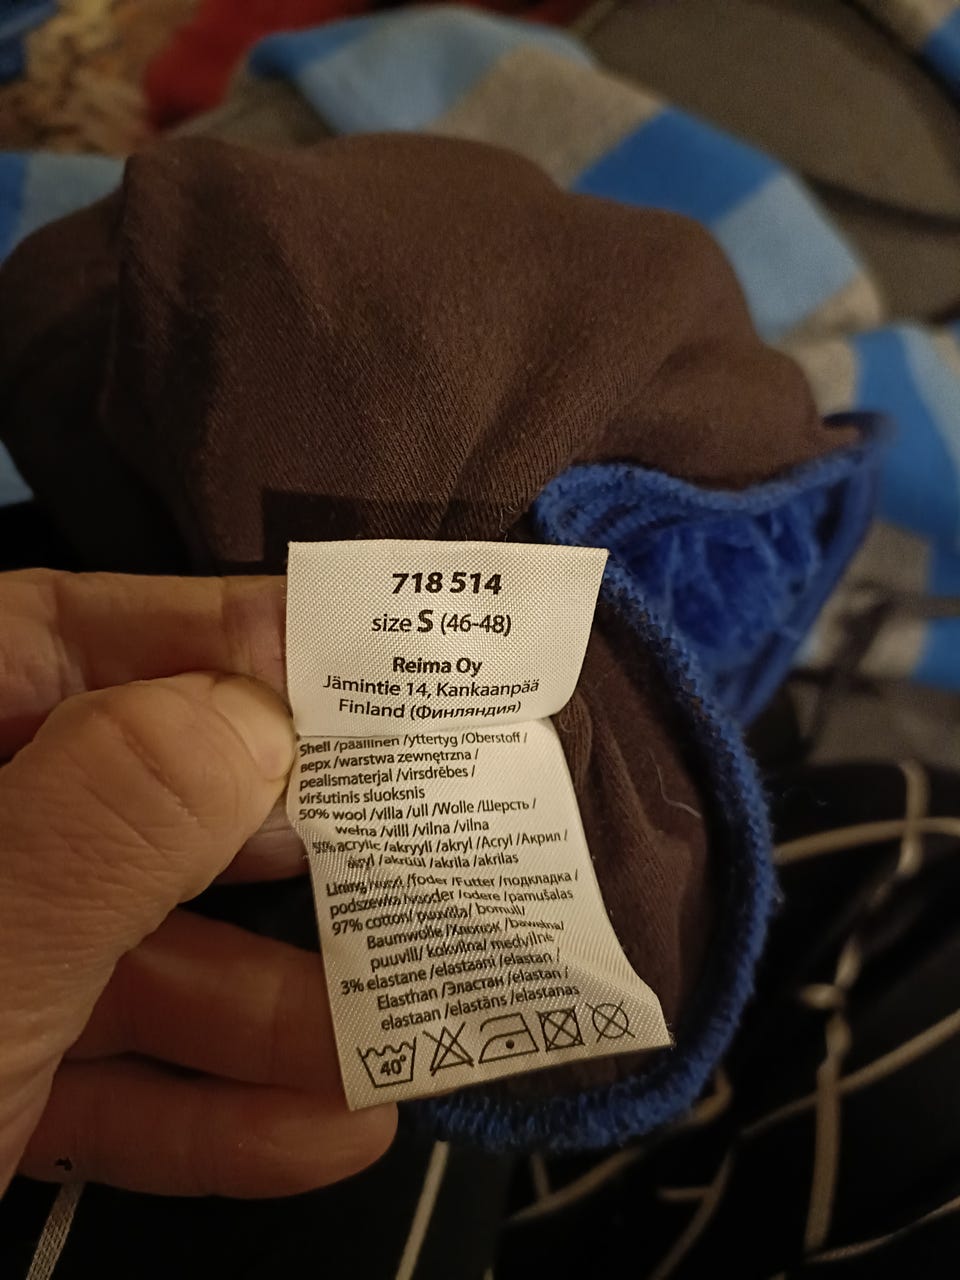 718 514
size S (46-48)
Reima Oy
Jämintie 14, Kankaanpää
Finland (Финляндия)
Shell /päällinen /yttertyg /Oberstoff /
верх /warstwa zewnętrzna /
pealismaterjal /virsdrēbes /
viršutinis sluoksnis
50% wool /villa /ull /Wolle /Шерсть /
wełna /vill /vilna /vilna
50% acrylic /akryyli /akryl /Acryl /Акрил /
akryl /akrüül /akrila /akrilas
Lining /vuori /foder /Futter /подкладка /
podszewka /vooder /odere /pamušalas
97% cotton/ puuvilla/ bomull/
Baumwolle /Хлопок /bawełna/
puuvill/ kokvilna/ medvilnė
3% elastane /elastaani /elastan /
Elasthan /Эластан /elastan /
elastaan /elastāns /elastanas
40°